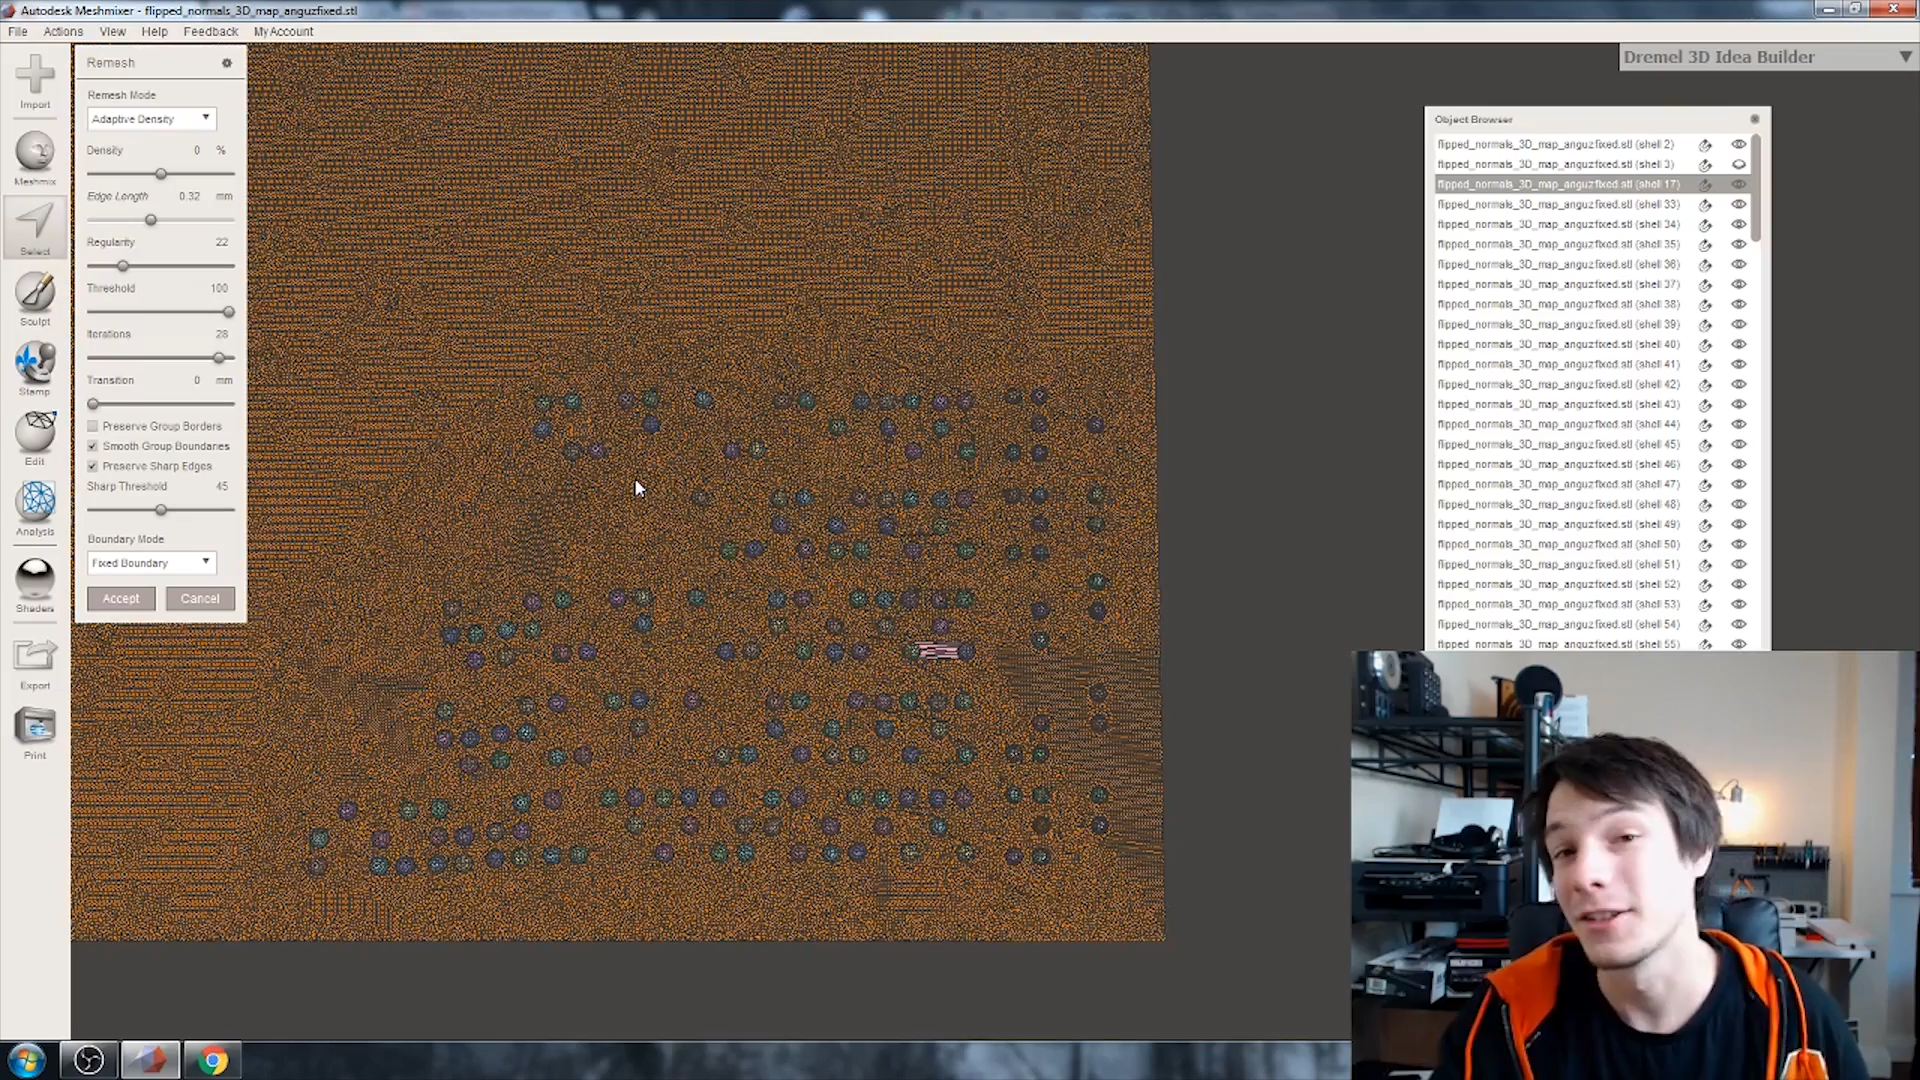 Autodesk Meshmixer - flipped_normals_3D_map_anguzfixed.stl
File Actions View Help Feedback My Account
Import
Meshmix
Select
Sculpt
Stamp
Edit
Analysis
Shaders
Export
Print
Remesh
Remesh Mode
Adaptive Density
Density 0 %
Edge Length 0.32 mm
Regularity 22
Threshold 100
Iterations 28
Transition 0 mm
Preserve Group Borders
Smooth Group Boundaries
Preserve Sharp Edges
Sharp Threshold 45
Boundary Mode
Fixed Boundary
Accept Cancel
Dremel 3D Idea Builder
Object Browser
flipped_normals_3D_map_anguzfixed.stl (shell 2)
flipped_normals_3D_map_anguzfixed.stl (shell 3)
flipped_normals_3D_map_anguzfixed.stl (shell 17)
flipped_normals_3D_map_anguzfixed.stl (shell 33)
flipped_normals_3D_map_anguzfixed.stl (shell 34)
flipped_normals_3D_map_anguzfixed.stl (shell 35)
flipped_normals_3D_map_anguzfixed.stl (shell 36)
flipped_normals_3D_map_anguzfixed.stl (shell 37)
flipped_normals_3D_map_anguzfixed.stl (shell 38)
flipped_normals_3D_map_anguzfixed.stl (shell 39)
flipped_normals_3D_map_anguzfixed.stl (shell 40)
flipped_normals_3D_map_anguzfixed.stl (shell 41)
flipped_normals_3D_map_anguzfixed.stl (shell 42)
flipped_normals_3D_map_anguzfixed.stl (shell 43)
flipped_normals_3D_map_anguzfixed.stl (shell 44)
flipped_normals_3D_map_anguzfixed.stl (shell 45)
flipped_normals_3D_map_anguzfixed.stl (shell 46)
flipped_normals_3D_map_anguzfixed.stl (shell 47)
flipped_normals_3D_map_anguzfixed.stl (shell 48)
flipped_normals_3D_map_anguzfixed.stl (shell 49)
flipped_normals_3D_map_anguzfixed.stl (shell 50)
flipped_normals_3D_map_anguzfixed.stl (shell 51)
flipped_normals_3D_map_anguzfixed.stl (shell 52)
flipped_normals_3D_map_anguzfixed.stl (shell 53)
flipped_normals_3D_map_anguzfixed.stl (shell 54)
flipped_normals_3D_map_anguzfixed.stl (shell 55)